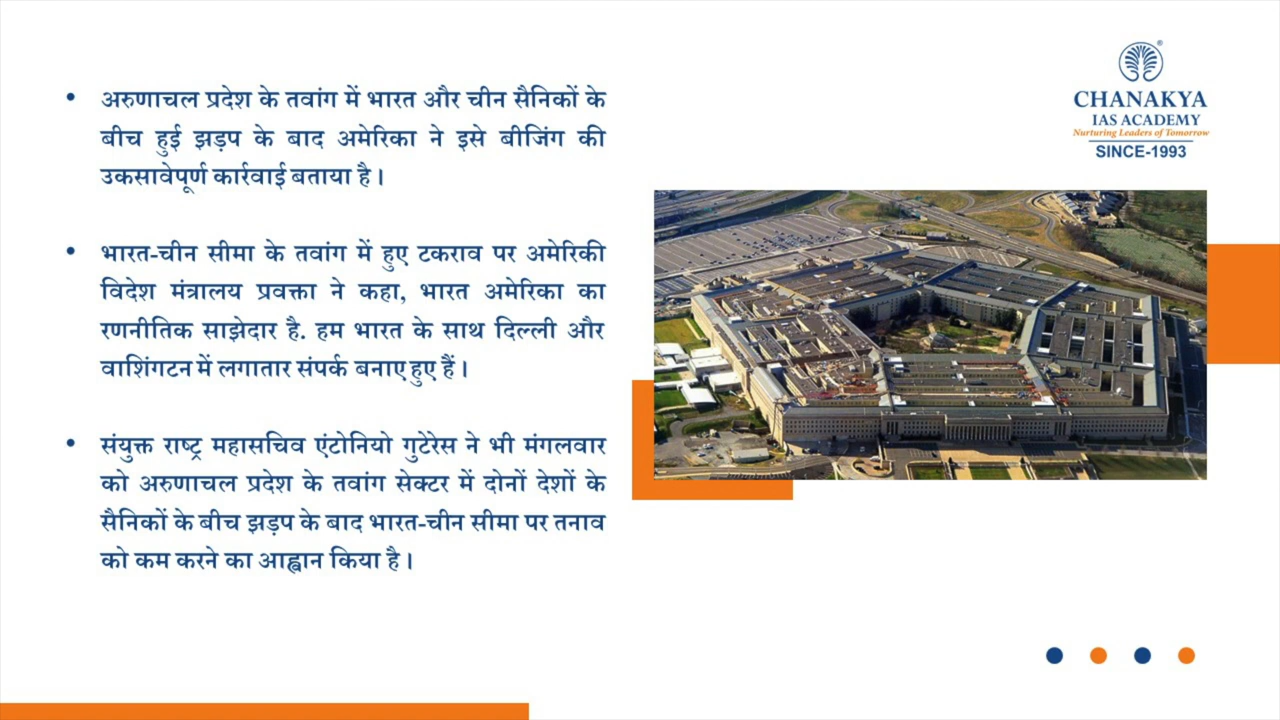 • अरुणाचल प्रदेश के तवांग में भारत और चीन सैनिकों के
बीच हुई झड़प के बाद अमेरिका ने इसे बीजिंग की
उकसावेपूर्ण कार्रवाई बताया है।
• भारत-चीन सीमा के तवांग में हुए टकराव पर अमेरिकी
विदेश मंत्रालय प्रवक्ता ने कहा, भारत अमेरिका का
रणनीतिक साझेदार है. हम भारत के साथ दिल्ली और
वाशिंगटन में लगातार संपर्क बनाए हुए हैं।
• संयुक्त राष्ट्र महासचिव एंटोनियो गुटेरेस ने भी मंगलवार
को अरुणाचल प्रदेश के तवांग सेक्टर में दोनों देशों के
सैनिकों के बीच झड़प के बाद भारत-चीन सीमा पर तनाव
को कम करने का आह्वान किया है।
®
CHANAKYA
IAS ACADEMY
Nurturing Leaders of Tomorrow
SINCE-1993